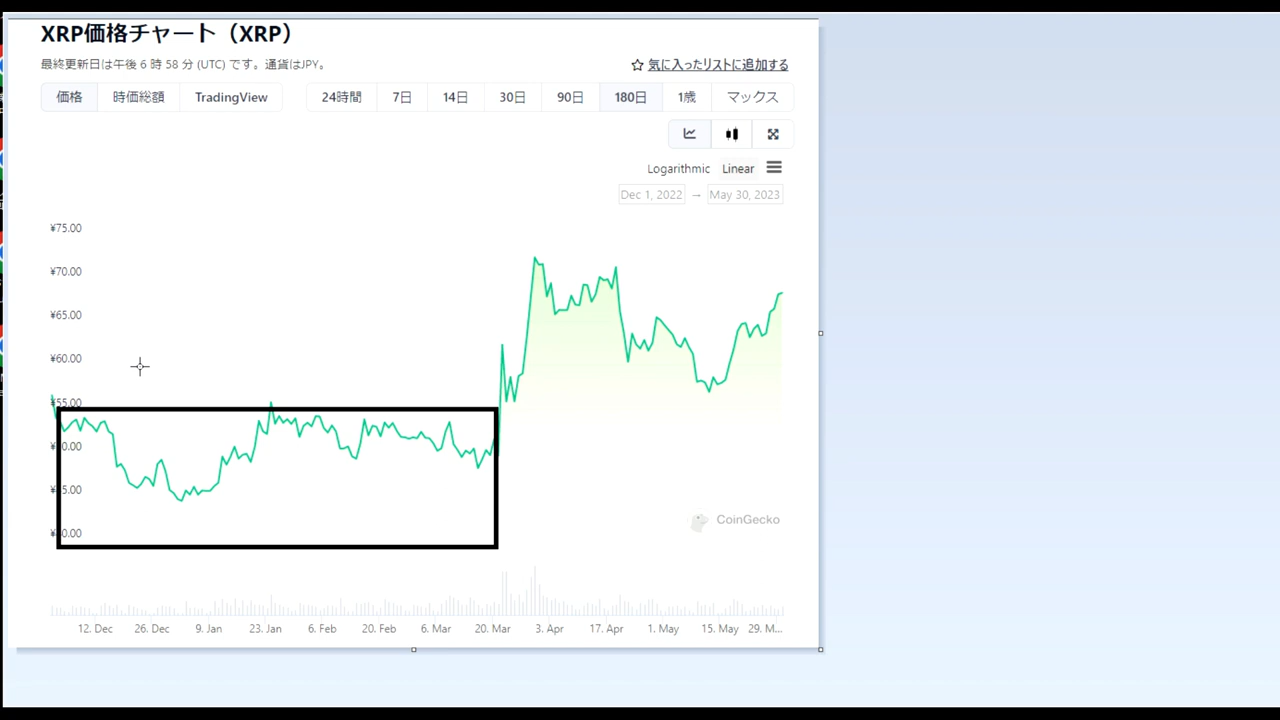 XRP価格チャート（XRP）
最終更新日は午後 6 時 58 分 (UTC) です。通貨はJPY。
気に入ったリストに追加する
価格 時価総額 TradingView 24時間 7日 14日 30日 90日 180日 1歳 マックス
Logarithmic Linear
Dec 1, 2022 → May 30, 2023
¥75.00
¥70.00
¥65.00
¥60.00
¥55.00
CoinGecko
12. Dec 26. Dec 9. Jan 23. Jan 6. Feb 20. Feb 6. Mar 20. Mar 3. Apr 17. Apr 1. May 15. May 29. M...